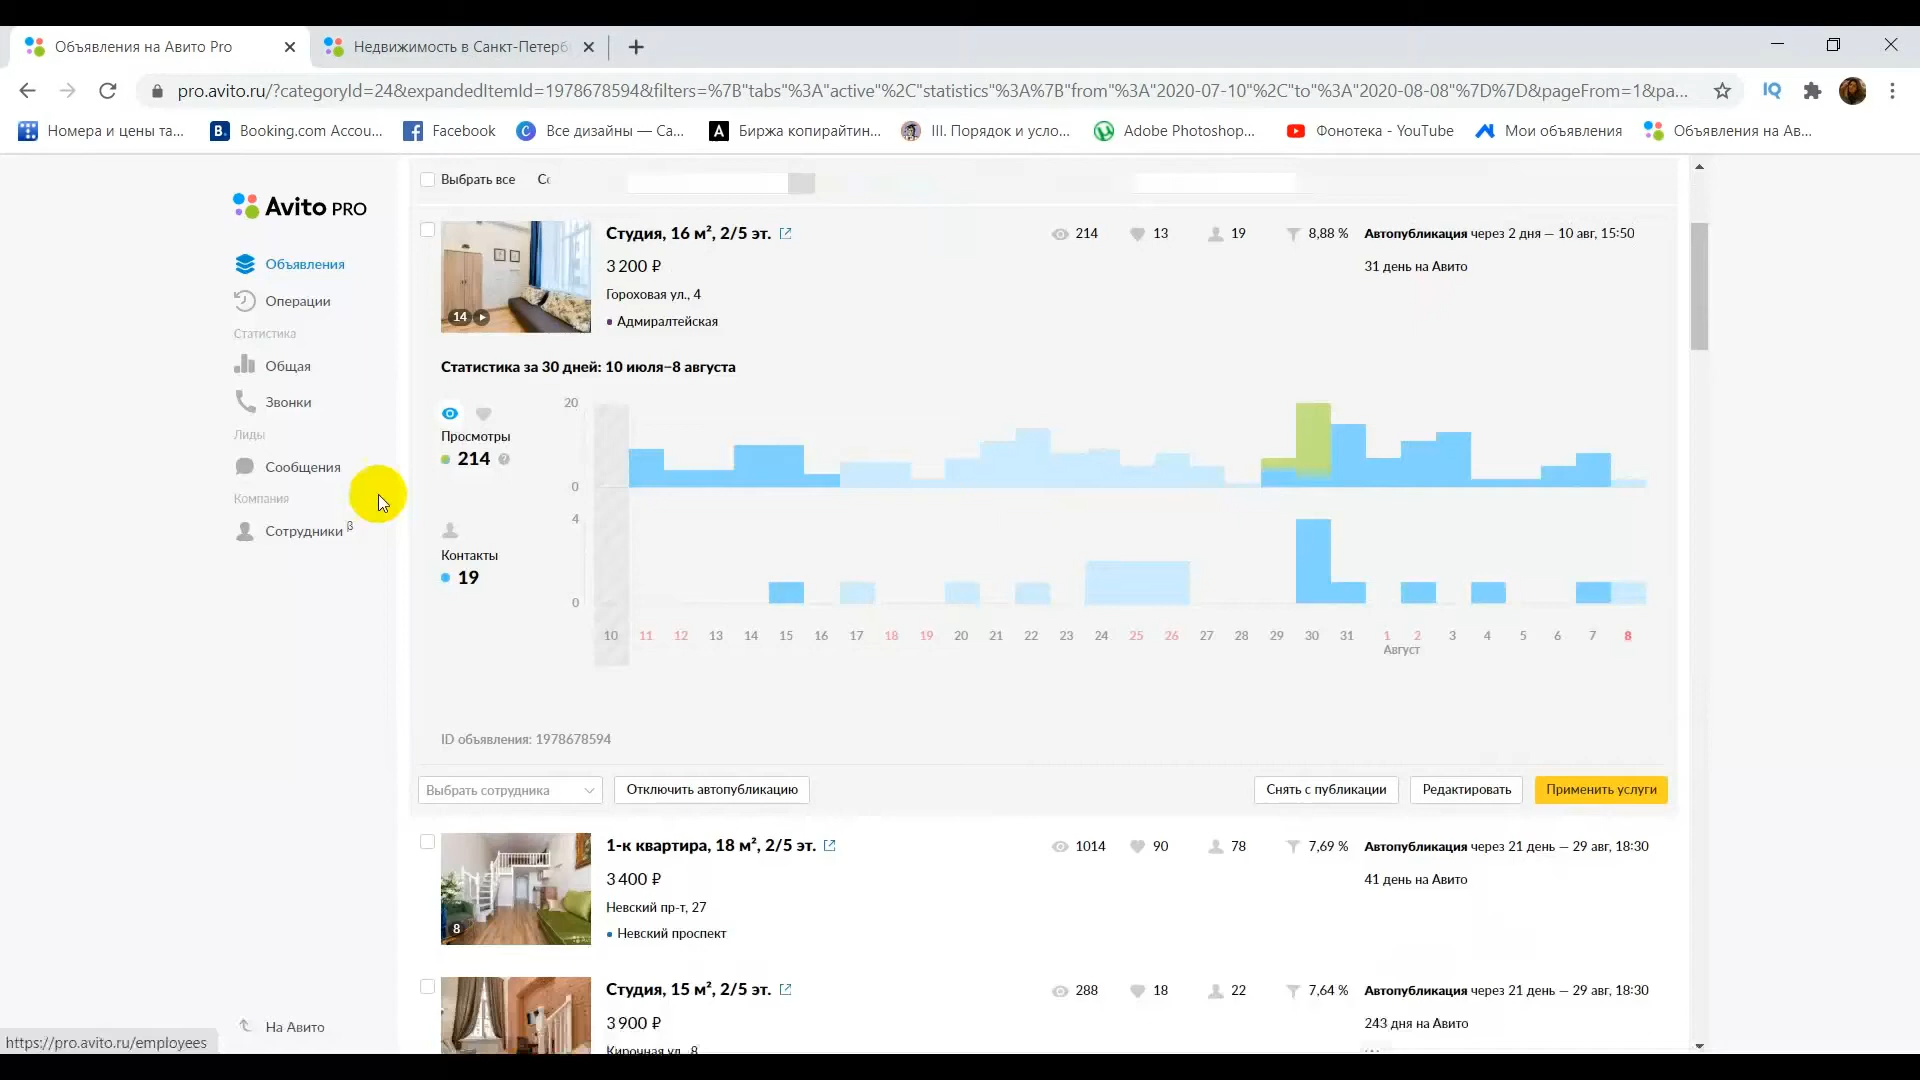 Объявления на Авито Pro
Недвижимость в Санкт-Петерб
pro.avito.ru/?categoryId=24&expandedItemId=1978678594&filters=%7B"tabs"%3A"active"%2C"statistics"%3A%7B"from"%3A"2020-07-10"%2C"to"%3A"2020-08-08"%7D%7D&pageFrom=1&pa...
Номера и цены та...
Booking.com Accou...
Facebook
Все дизайны — Ca...
Биржа копирайтин...
III. Порядок и усло...
Adobe Photoshop...
Фонотека - YouTube
Мои объявления
Объявления на Ав...
Avito PRO
Объявления
Операции
Статистика
Общая
Звонки
Лиды
Сообщения
Компания
Сотрудники β
На Авито
https://pro.avito.ru/employees
Выбрать все
Студия, 16 м², 2/5 эт.
214 13 19 8,88 %
Автопубликация через 2 дня — 10 авг, 15:50
3 200 ₽
31 день на Авито
Гороховая ул., 4
Адмиралтейская
14
Статистика за 30 дней: 10 июля–8 августа
Просмотры
214 ?
20
0
Контакты
19
4
0
10 11 12 13 14 15 16 17 18 19 20 21 22 23 24 25 26 27 28 29 30 31 1 2 3 4 5 6 7 8
Август
ID объявления: 1978678594
Выбрать сотрудника
Отключить автопубликацию
Снять с публикации
Редактировать
Применить услуги
1-к квартира, 18 м², 2/5 эт.
1014 90 78 7,69 %
Автопубликация через 21 день — 29 авг, 18:30
3 400 ₽
41 день на Авито
Невский пр-т, 27
Невский проспект
8
Студия, 15 м², 2/5 эт.
288 18 22 7,64 %
Автопубликация через 21 день — 29 авг, 18:30
3 900 ₽
243 дня на Авито
Кирочная ул., 8